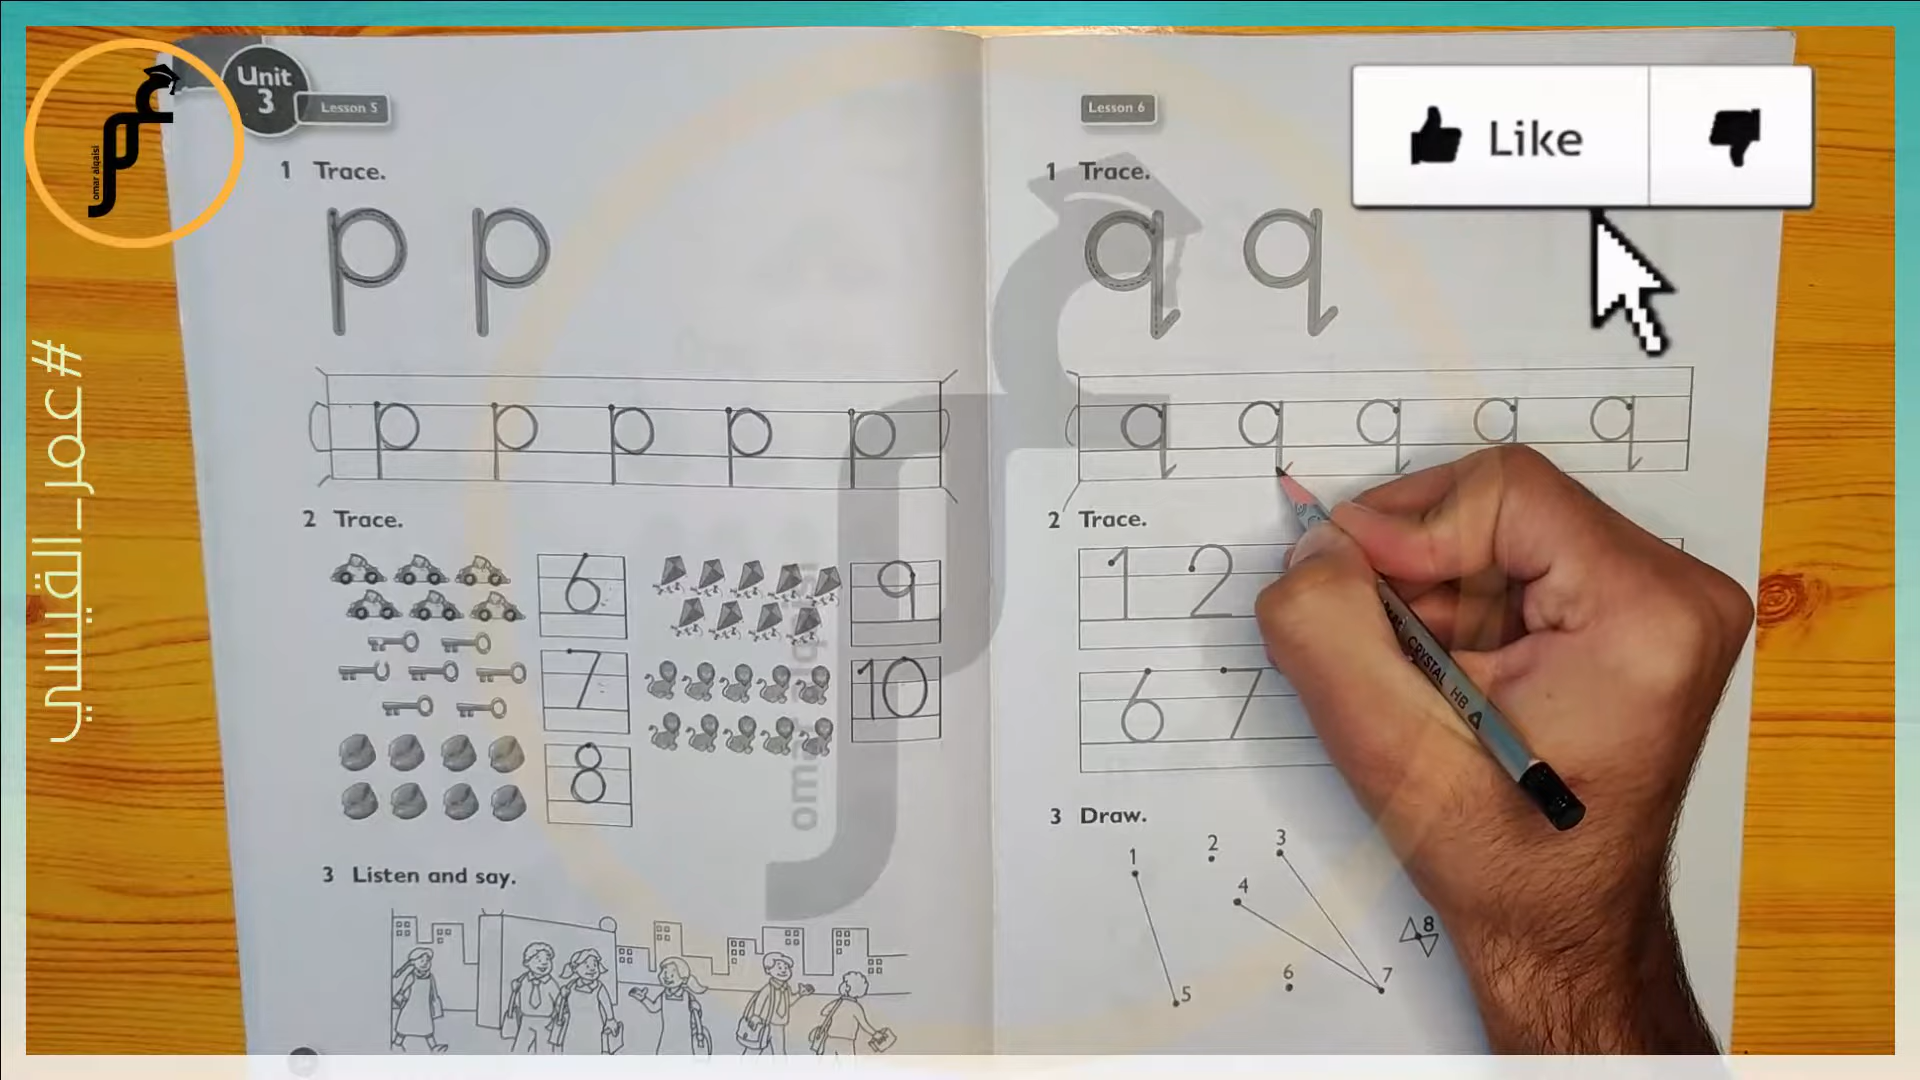 Unit
3
Lesson 5
1 Trace.
p p
p p p p p
2 Trace.
6
9
7
10
8
3 Listen and say.
Lesson 6
1 Trace.
q q
q q q q q
2 Trace.
1 2
6 7
3 Draw.
1 2 3
4
8
6 7
5
Like
عمر
omar alqaisi
#عمر_القيسي
CRYSTAL HB